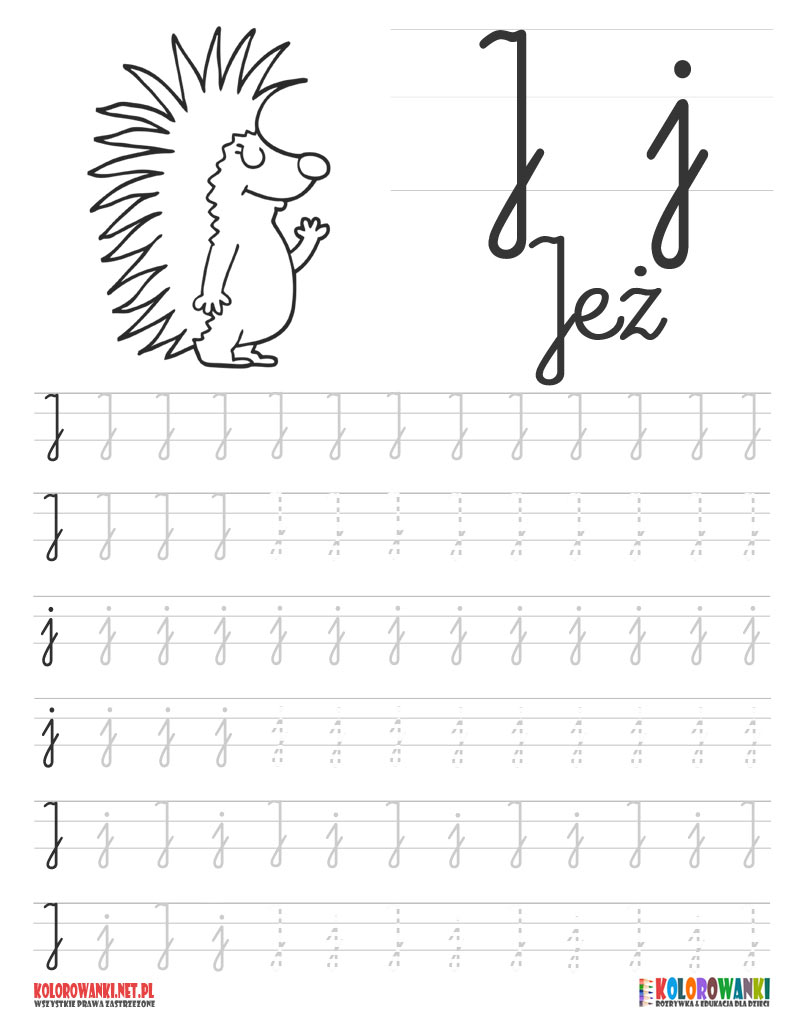 J j
Jeż
J J J J J J J J J J J J
J J J J J J J J J J J J
j j j j j j j j j j j j
j j j j j j j j j j j j
J j J j J j J j J j J j J
J j J j J j J j J j J j J
KOLOROWANKI.NET.PL
WSZYSTKIE PRAWA ZASTRZEŻONE
KOLOROWANKI
ROZRYWKA & EDUKACJA DLA DZIECI